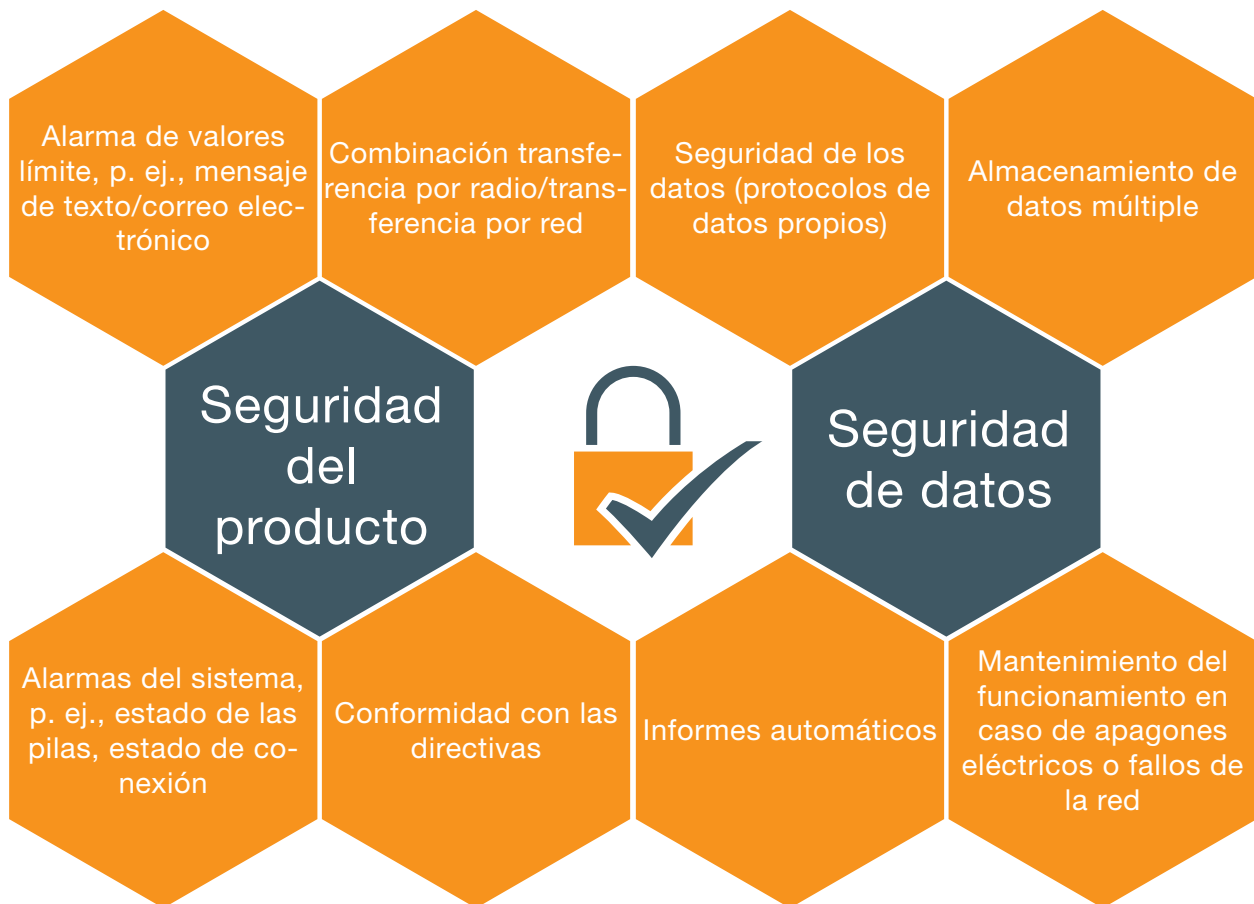 Alarma de valores
límite, p. ej., mensaje
de texto/correo elec-
trónico
Combinación transfe-
rencia por radio/trans-
ferencia por red
Seguridad de los
datos (protocolos de
datos propios)
Almacenamiento de
datos múltiple
Seguridad
del
producto
Seguridad
de datos
Alarmas del sistema,
p. ej., estado de las
pilas, estado de co-
nexión
Conformidad con las
directivas
Informes automáticos
Mantenimiento del
funcionamiento en
caso de apagones
eléctricos o fallos de
la red